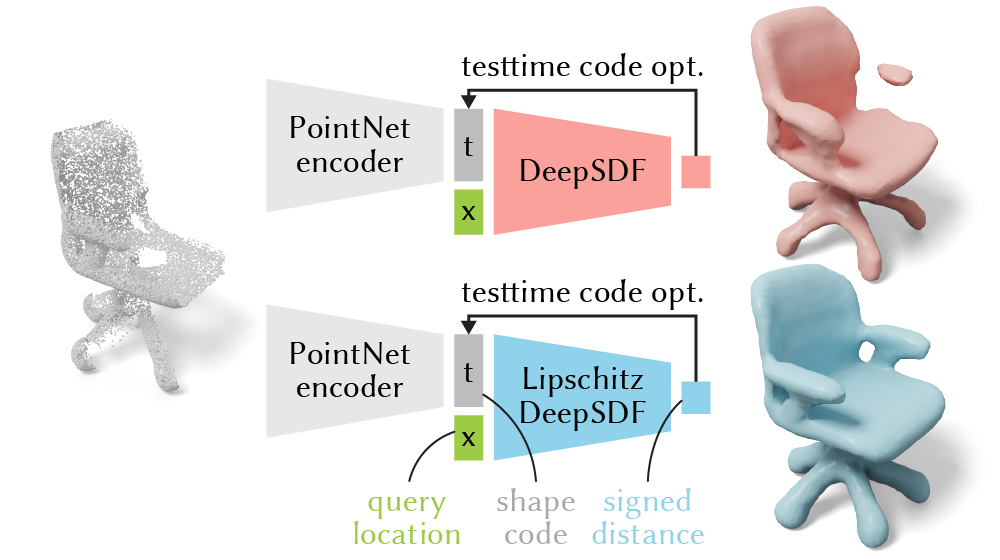 testtime code opt.
PointNet
encoder
t
x
DeepSDF
testtime code opt.
PointNet
encoder
t
x
Lipschitz
DeepSDF
query
location
shape
code
signed
distance